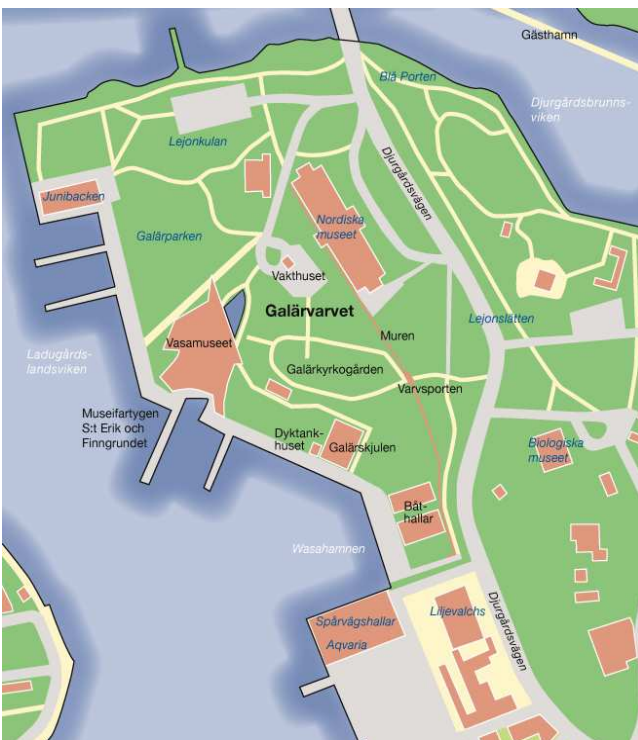 Gästhamn
Blå Porten
Djurgårdsbrunns-
viken
Lejonkulan
Djurgårdsvägen
Junibacken
Nordiska
museet
Galärparken
Vakthuset
Galärvarvet
Lejonslätten
Muren
Vasamuseet
Ladugårds-
landsviken
Galärkyrkogården
Varvsporten
Museifartygen
S:t Erik och
Finngrundet
Dyktank-
huset
Galärskjulen
Biologiska
museet
Båt-
hallar
Wasahamnen
Spårvägshallar
Aqvaria
Liljevalchs
Djurgårdsvägen